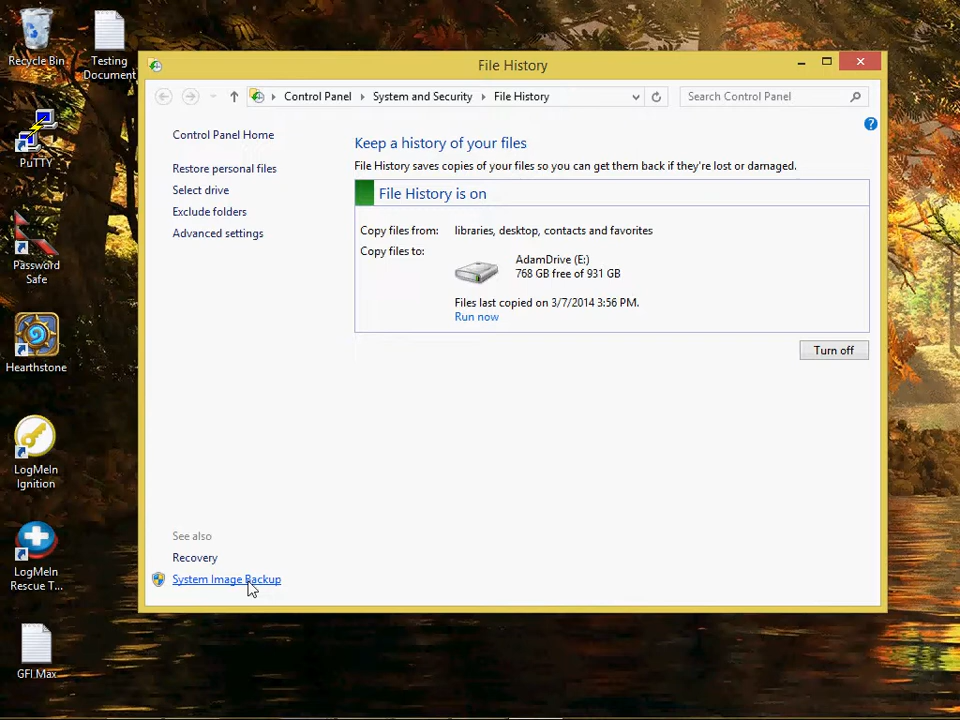 Recycle Bin
Testing
Document
PuTTY
Password
Safe
Hearthstone
LogMeIn
Ignition
LogMeIn
Rescue T...
GFI.Max
File History
Control Panel
System and Security
File History
Search Control Panel
Control Panel Home
Restore personal files
Select drive
Exclude folders
Advanced settings
Keep a history of your files
File History saves copies of your files so you can get them back if they're lost or damaged.
File History is on
Copy files from: libraries, desktop, contacts and favorites
Copy files to: AdamDrive (E:)
768 GB free of 931 GB
Files last copied on 3/7/2014 3:56 PM.
Run now
Turn off
See also
Recovery
System Image Backup